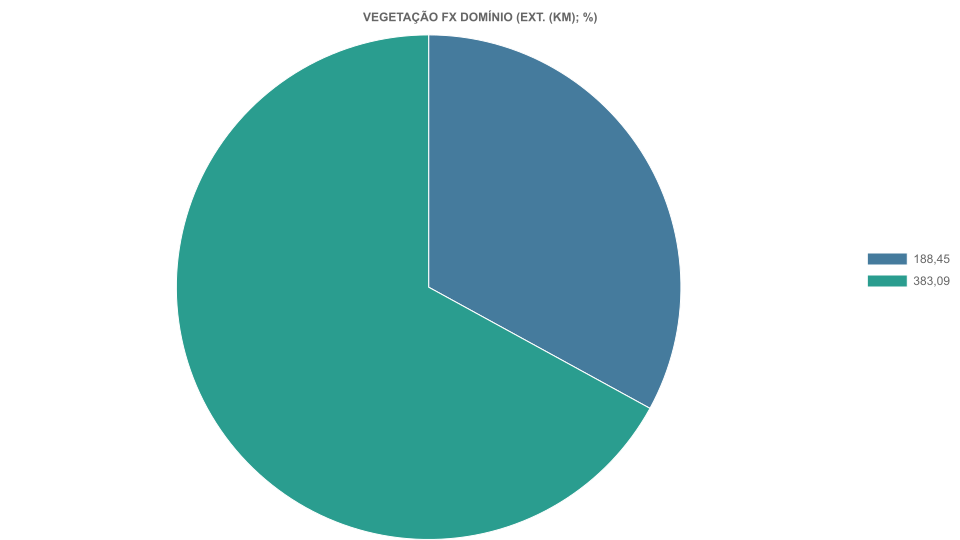 VEGETAÇÃO FX DOMÍNIO (EXT. (KM); %)
188,45
383,09